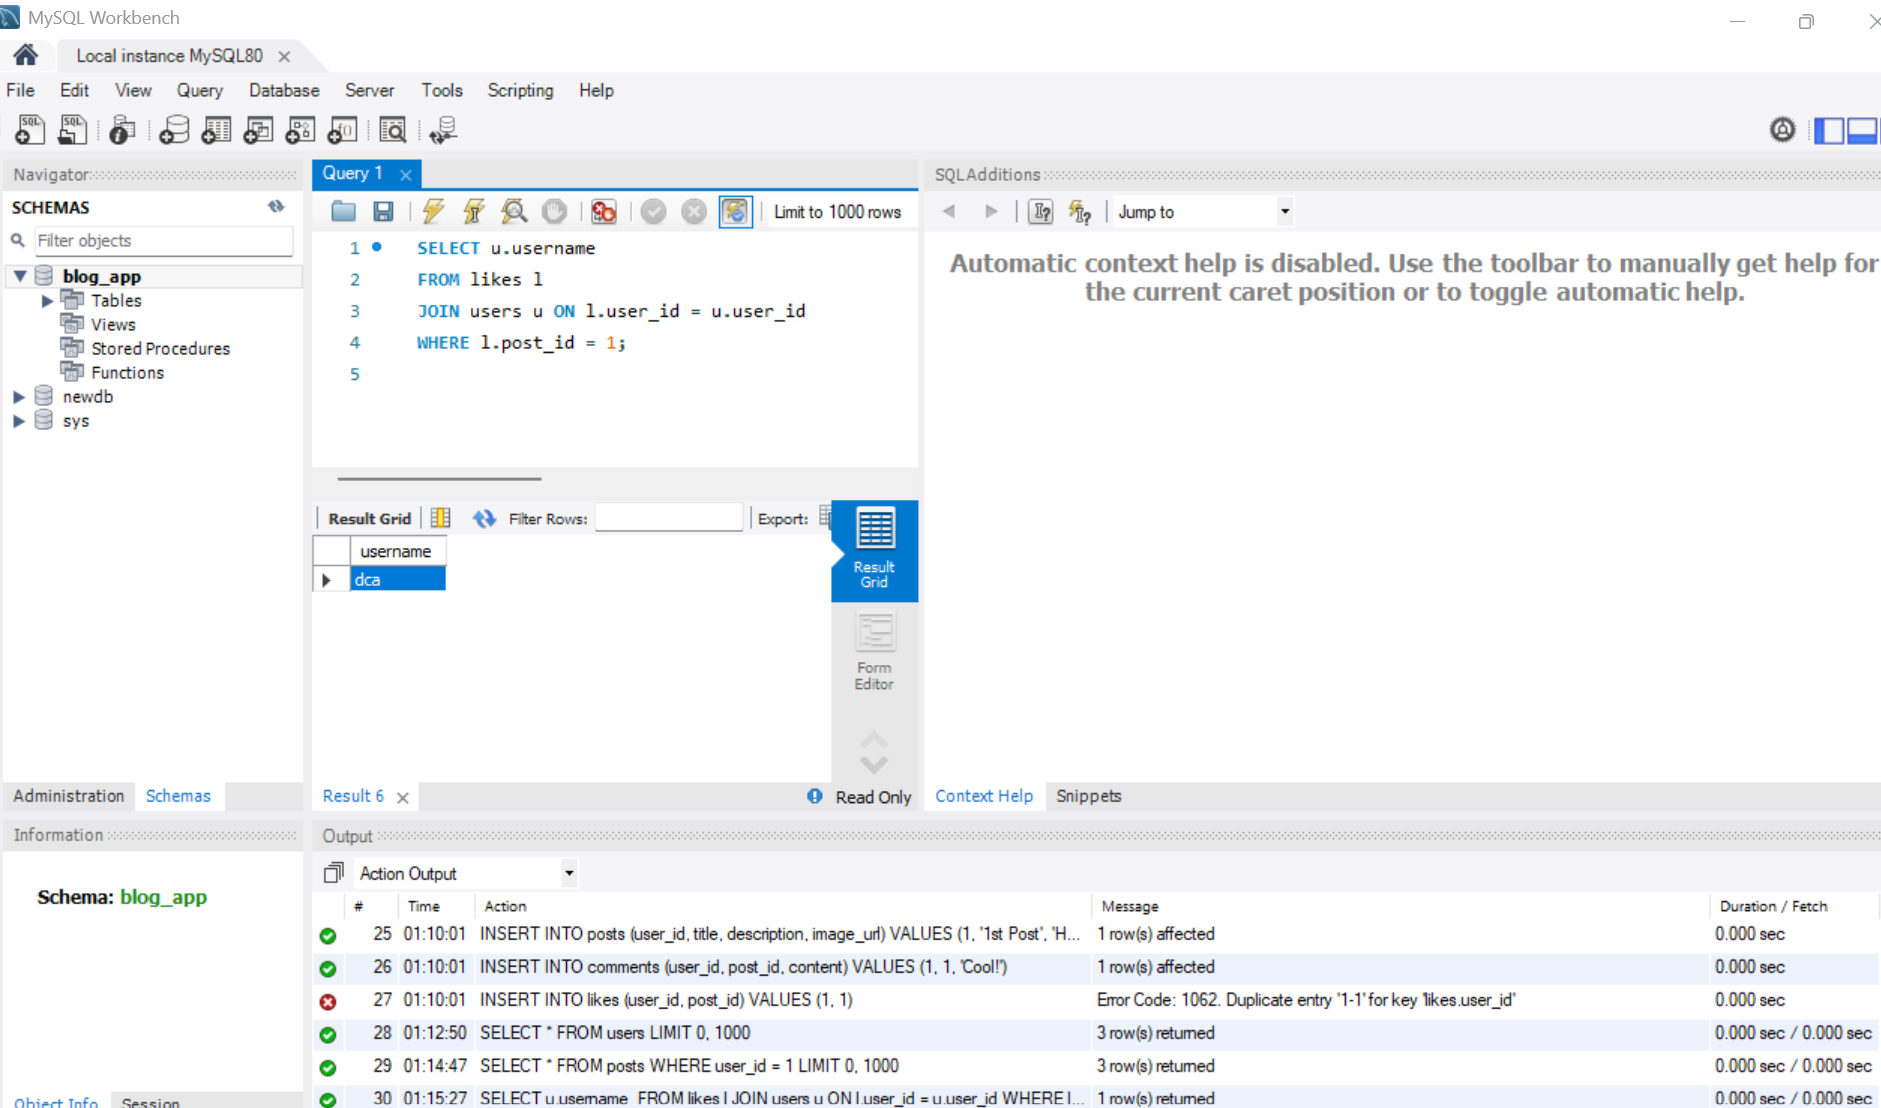 MySQL Workbench
Local instance MySQL80
File Edit View Query Database Server Tools Scripting Help
Navigator
SCHEMAS
Filter objects
blog_app
Tables
Views
Stored Procedures
Functions
newdb
sys
Administration Schemas
Query 1
Limit to 1000 rows
1 SELECT u.username
2 FROM likes l
3 JOIN users u ON l.user_id = u.user_id
4 WHERE l.post_id = 1;
5
Result Grid Filter Rows: Export:
username
dca
Result
Grid
Form
Editor
Result 6 Read Only
SQLAdditions
Jump to
Automatic context help is disabled. Use the toolbar to manually get help for
the current caret position or to toggle automatic help.
Context Help Snippets
Information
Schema: blog_app
Object Info Session
Output
Action Output
# Time Action Message Duration / Fetch
25 01:10:01 INSERT INTO posts (user_id, title, description, image_url) VALUES (1, '1st Post', 'H... 1 row(s) affected 0.000 sec
26 01:10:01 INSERT INTO comments (user_id, post_id, content) VALUES (1, 1, 'Cool!') 1 row(s) affected 0.000 sec
27 01:10:01 INSERT INTO likes (user_id, post_id) VALUES (1, 1) Error Code: 1062. Duplicate entry '1-1' for key 'likes.user_id' 0.000 sec
28 01:12:50 SELECT * FROM users LIMIT 0, 1000 3 row(s) returned 0.000 sec / 0.000 sec
29 01:14:47 SELECT * FROM posts WHERE user_id = 1 LIMIT 0, 1000 3 row(s) returned 0.000 sec / 0.000 sec
30 01:15:27 SELECT u.username FROM likes l JOIN users u ON l.user_id = u.user_id WHERE l... 1 row(s) returned 0.000 sec / 0.000 sec